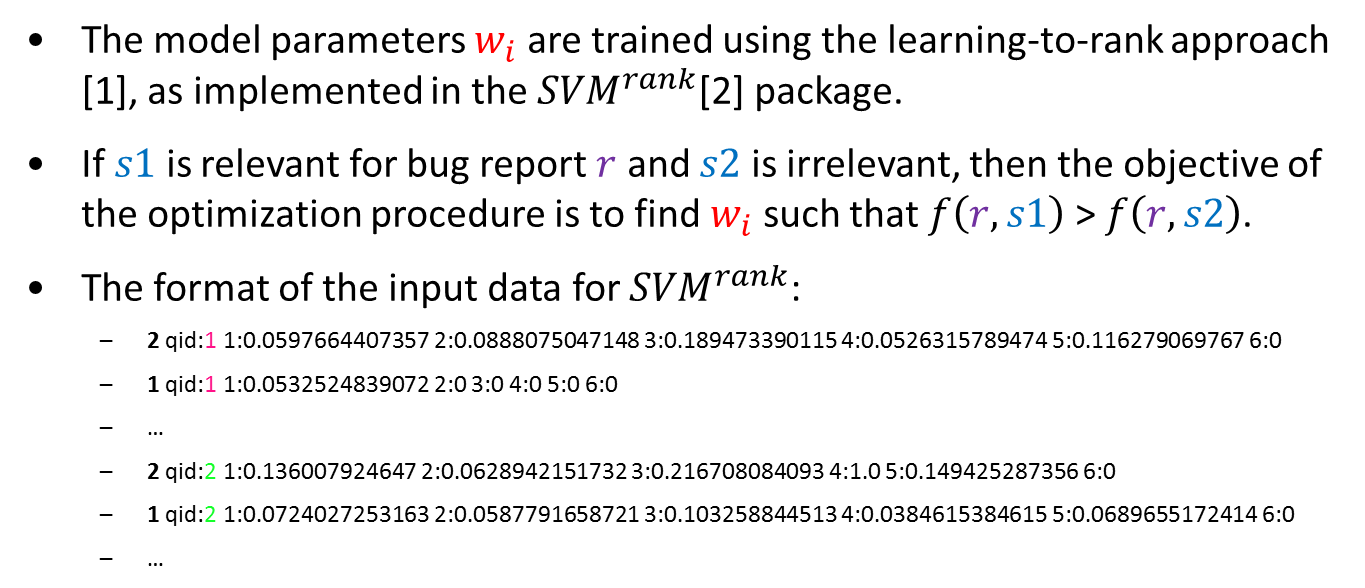 • The model parameters wᵢ are trained using the learning-to-rank approach
[1], as implemented in the SVMʳᵃⁿᵏ[2] package.
• If s1 is relevant for bug report r and s2 is irrelevant, then the objective of
the optimization procedure is to find wᵢ such that f(r, s1) > f(r, s2).
• The format of the input data for SVMʳᵃⁿᵏ:
– 2 qid:1 1:0.0597664407357 2:0.0888075047148 3:0.189473390115 4:0.0526315789474 5:0.116279069767 6:0
– 1 qid:1 1:0.0532524839072 2:0 3:0 4:0 5:0 6:0
– ...
– 2 qid:2 1:0.136007924647 2:0.0628942151732 3:0.216708084093 4:1.0 5:0.149425287356 6:0
– 1 qid:2 1:0.0724027253163 2:0.0587791658721 3:0.103258844513 4:0.0384615384615 5:0.0689655172414 6:0
– ...